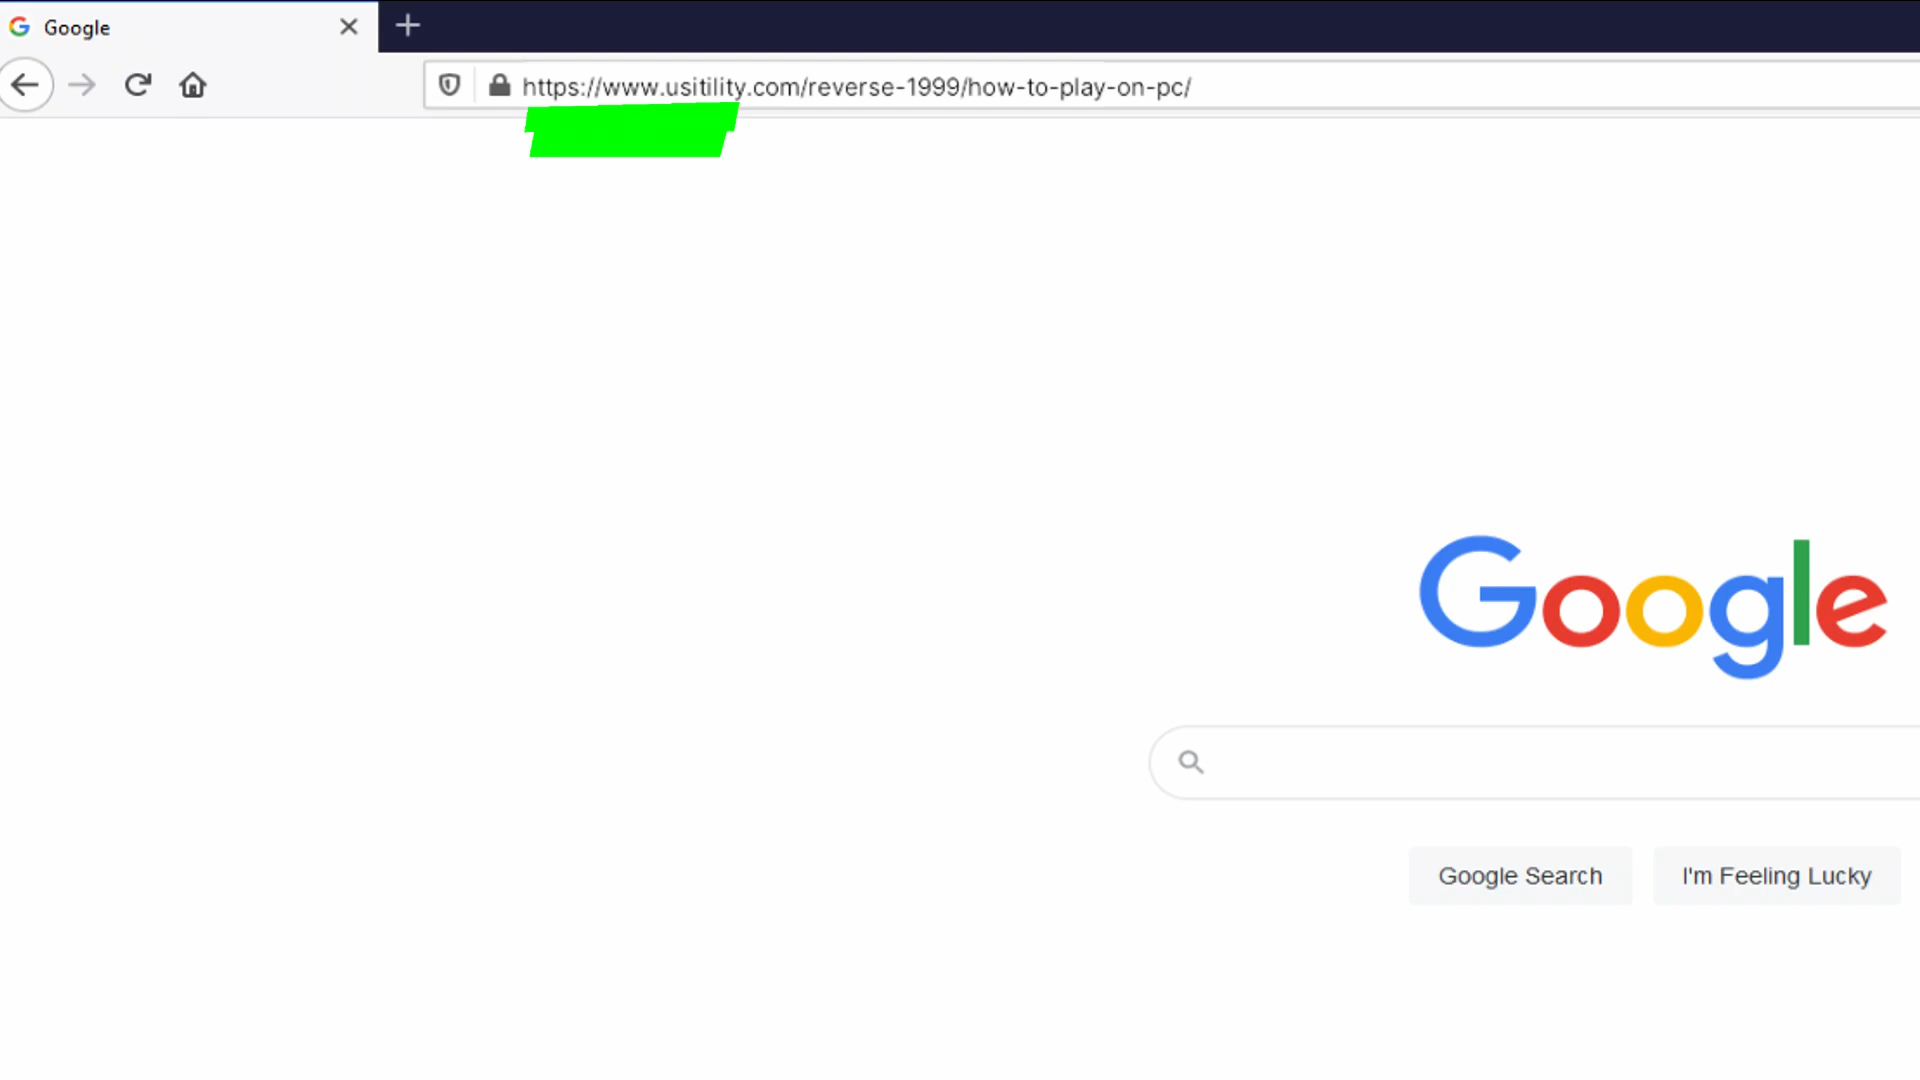 Google
https://www.usitility.com/reverse-1999/how-to-play-on-pc/
Google
Google Search
I'm Feeling Lucky